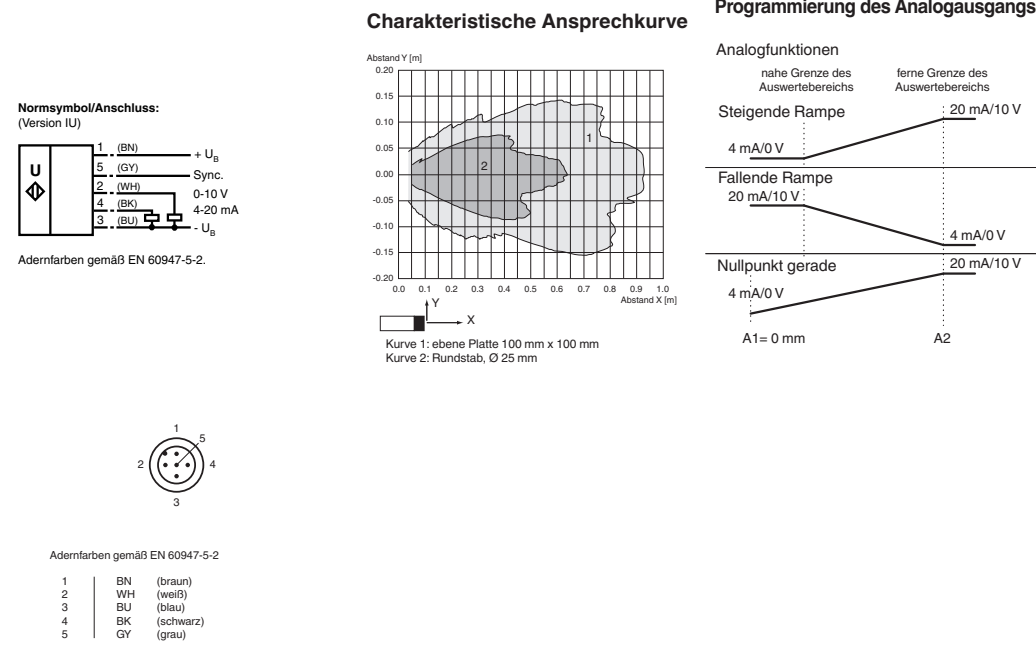 Normsymbol/Anschluss:
(Version IU)
U
1 (BN) + UB
5 (GY) Sync.
2 (WH) 0-10 V
4 (BK) 4-20 mA
3 (BU) - UB
Adernfarben gemäß EN 60947-5-2.
1
5
2
4
3
Adernfarben gemäß EN 60947-5-2
1 BN (braun)
2 WH (weiß)
3 BU (blau)
4 BK (schwarz)
5 GY (grau)
Charakteristische Ansprechkurve
Abstand Y [m]
0.20
0.15
0.10
0.05
0.00
-0.05
-0.10
-0.15
-0.20
1
2
0.0 0.1 0.2 0.3 0.4 0.5 0.6 0.7 0.8 0.9 1.0
Abstand X [m]
Y
X
Kurve 1: ebene Platte 100 mm x 100 mm
Kurve 2: Rundstab, Ø 25 mm
Programmierung des Analogausgangs
Analogfunktionen
nahe Grenze des
Auswertebereichs
ferne Grenze des
Auswertebereichs
Steigende Rampe
20 mA/10 V
4 mA/0 V
Fallende Rampe
20 mA/10 V
4 mA/0 V
Nullpunkt gerade
20 mA/10 V
4 mA/0 V
A1= 0 mm
A2